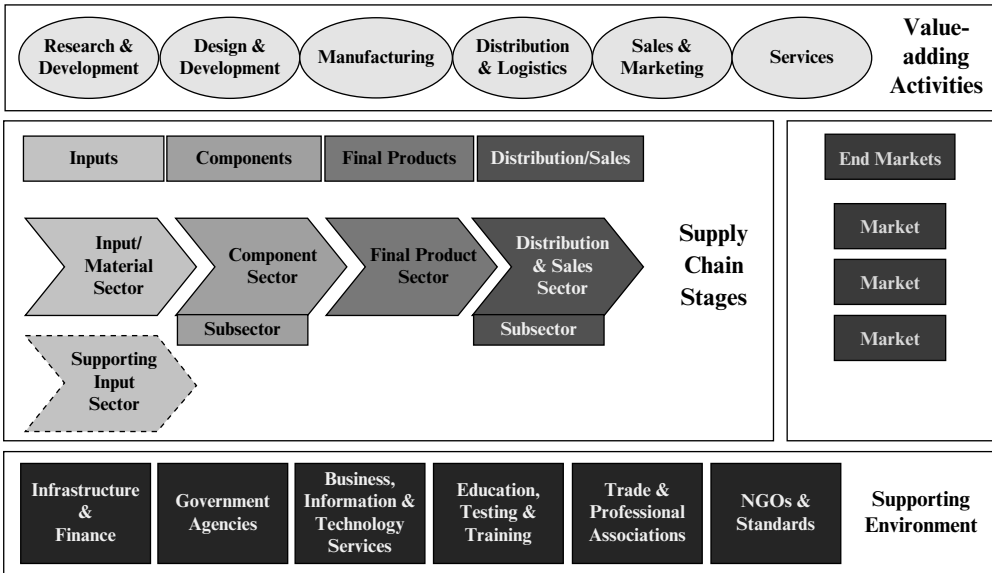 Research &
Development
Design &
Development
Manufacturing
Distribution
& Logistics
Sales &
Marketing
Services
Value-
adding
Activities
Inputs
Components
Final Products
Distribution/Sales
End Markets
Input/
Material
Sector
Component
Sector
Final Product
Sector
Distribution
& Sales
Sector
Supply
Chain
Stages
Market
Market
Market
Subsector
Subsector
Supporting
Input
Sector
Infrastructure
&
Finance
Government
Agencies
Business,
Information &
Technology
Services
Education,
Testing &
Training
Trade &
Professional
Associations
NGOs &
Standards
Supporting
Environment